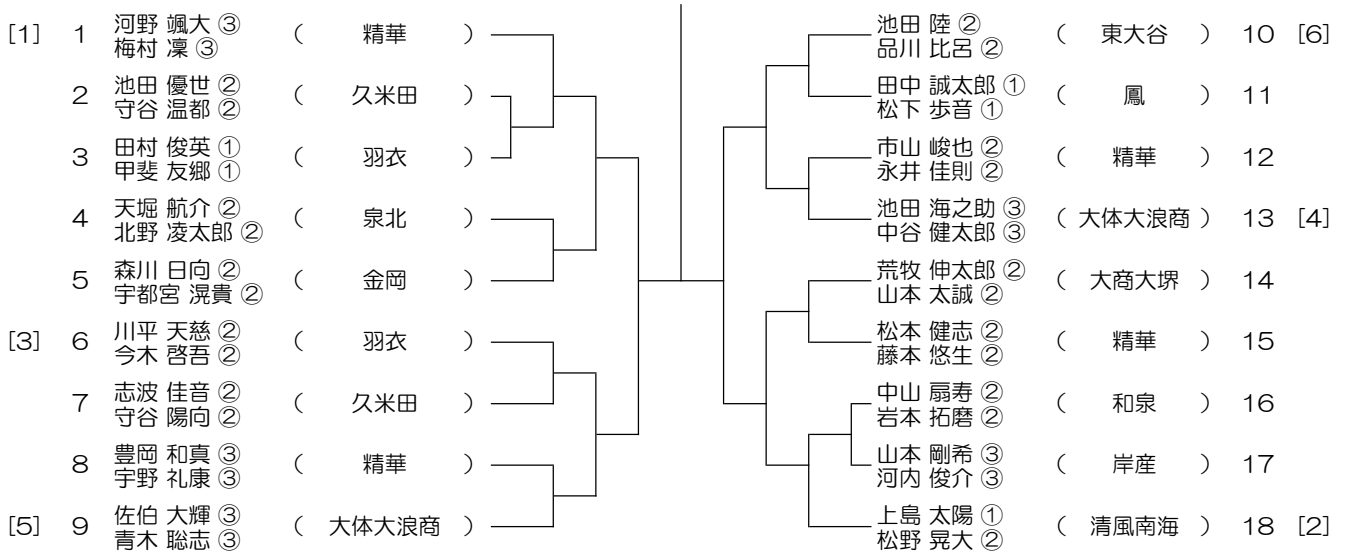 [1] 1 河野 颯大 ③
梅村 凜 ③
( 精華 )
2 池田 優世 ②
守谷 温都 ②
( 久米田 )
3 田村 俊英 ①
甲斐 友郷 ①
( 羽衣 )
4 天堀 航介 ②
北野 凌太郎 ②
( 泉北 )
5 森川 日向 ②
宇都宮 滉貴 ②
( 金岡 )
[3] 6 川平 天慈 ②
今木 啓吾 ②
( 羽衣 )
7 志波 佳音 ②
守谷 陽向 ②
( 久米田 )
8 豊岡 和真 ③
宇野 礼康 ③
( 精華 )
[5] 9 佐伯 大輝 ③
青木 聡志 ③
( 大体大浪商 )
池田 陸 ②
品川 比呂 ②
( 東大谷 ) 10 [6]
田中 誠太郎 ①
松下 歩音 ①
( 鳳 ) 11
市山 峻也 ②
永井 佳則 ②
( 精華 ) 12
池田 海之助 ③
中谷 健太郎 ③
( 大体大浪商 ) 13 [4]
荒牧 伸太郎 ②
山本 太誠 ②
( 大商大堺 ) 14
松本 健志 ②
藤本 悠生 ②
( 精華 ) 15
中山 扇寿 ②
岩本 拓磨 ②
( 和泉 ) 16
山本 剛希 ③
河内 俊介 ③
( 岸産 ) 17
上島 太陽 ①
松野 晃大 ②
( 清風南海 ) 18 [2]